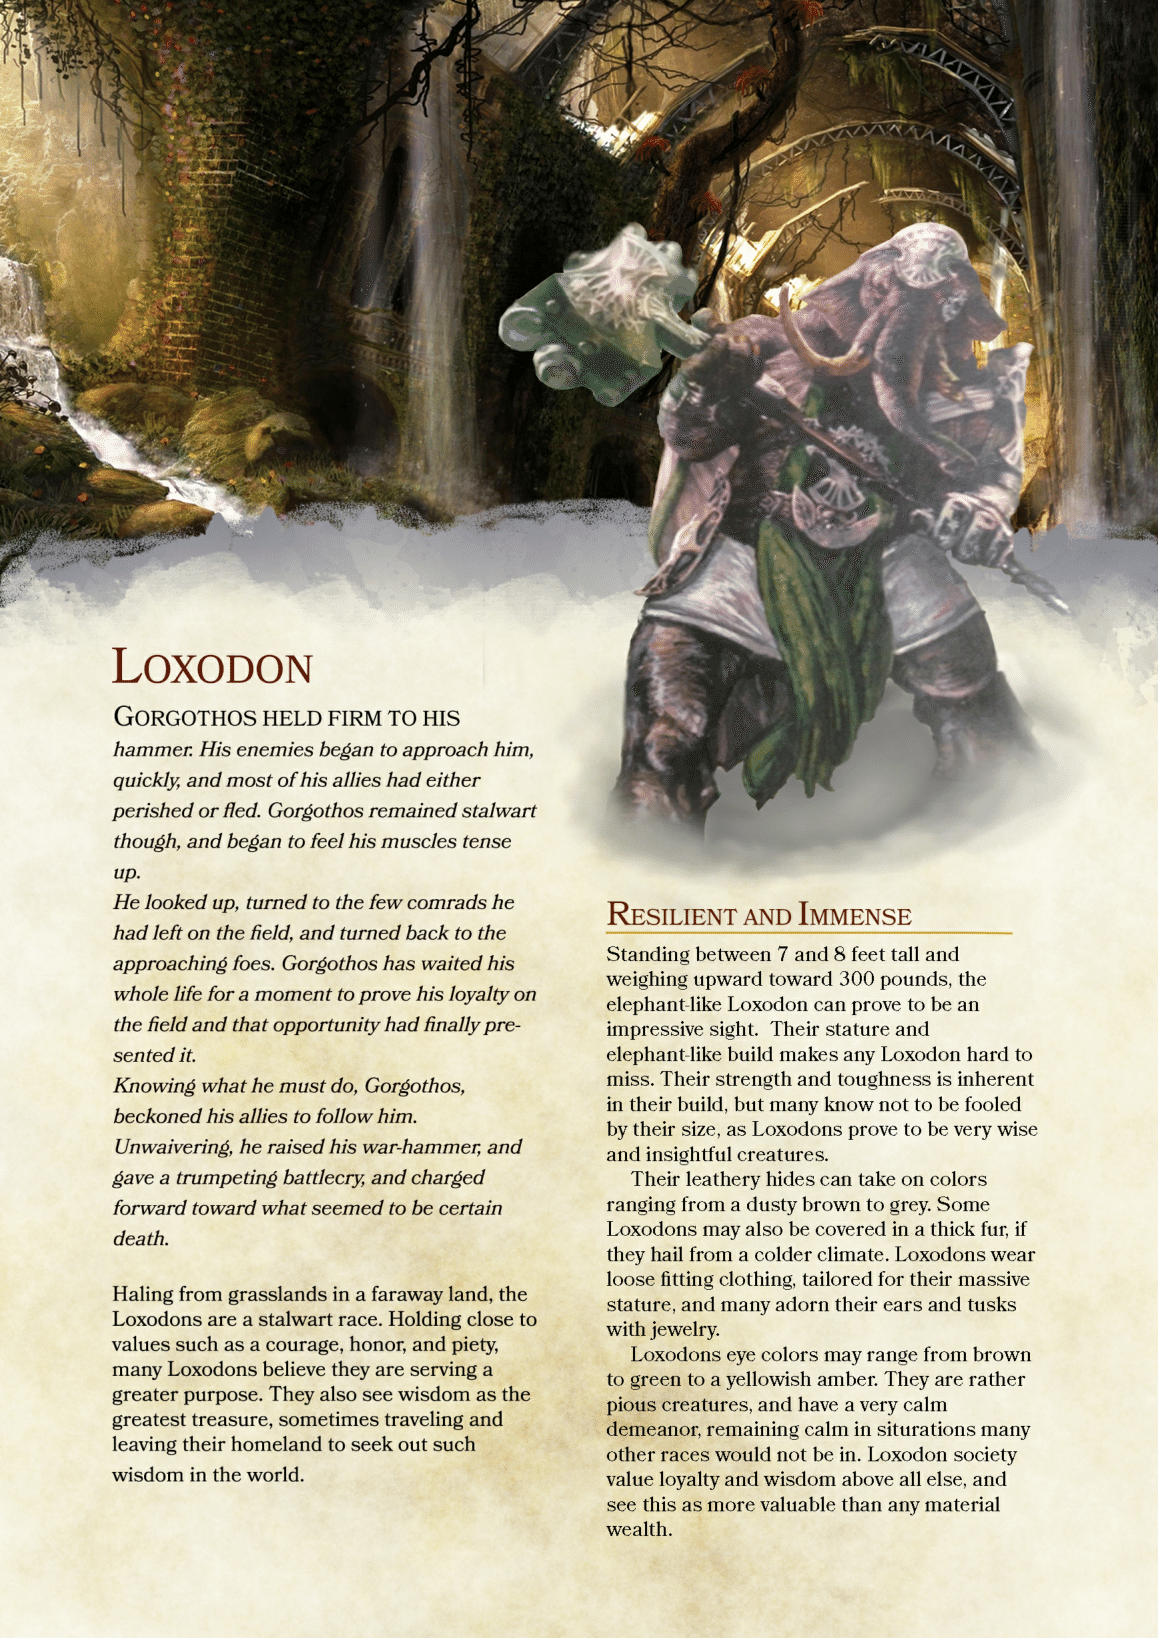 LOXODON
GORGOTHOS HELD FIRM TO HIS
hammer. His enemies began to approach him,
quickly, and most of his allies had either
perished or fled. Gorgothos remained stalwart
though, and began to feel his muscles tense
up.
He looked up, turned to the few comrads he
had left on the field, and turned back to the
approaching foes. Gorgothos has waited his
whole life for a moment to prove his loyalty on
the field and that opportunity had finally pre-
sented it.
Knowing what he must do, Gorgothos,
beckoned his allies to follow him.
Unwaivering, he raised his war-hammer, and
gave a trumpeting battlecry, and charged
forward toward what seemed to be certain
death.
Haling from grasslands in a faraway land, the
Loxodons are a stalwart race. Holding close to
values such as a courage, honor, and piety,
many Loxodons believe they are serving a
greater purpose. They also see wisdom as the
greatest treasure, sometimes traveling and
leaving their homeland to seek out such
wisdom in the world.
RESILIENT AND IMMENSE
Standing between 7 and 8 feet tall and
weighing upward toward 300 pounds, the
elephant-like Loxodon can prove to be an
impressive sight.  Their stature and
elephant-like build makes any Loxodon hard to
miss. Their strength and toughness is inherent
in their build, but many know not to be fooled
by their size, as Loxodons prove to be very wise
and insightful creatures.
Their leathery hides can take on colors
ranging from a dusty brown to grey. Some
Loxodons may also be covered in a thick fur, if
they hail from a colder climate. Loxodons wear
loose fitting clothing, tailored for their massive
stature, and many adorn their ears and tusks
with jewelry.
Loxodons eye colors may range from brown
to green to a yellowish amber. They are rather
pious creatures, and have a very calm
demeanor, remaining calm in siturations many
other races would not be in. Loxodon society
value loyalty and wisdom above all else, and
see this as more valuable than any material
wealth.